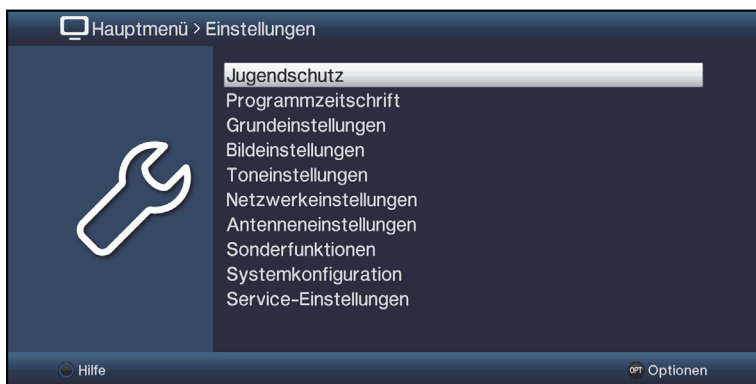 Hauptmenü > Einstellungen
Jugendschutz
Programmzeitschrift
Grundeinstellungen
Bildeinstellungen
Toneinstellungen
Netzwerkeinstellungen
Antenneneinstellungen
Sonderfunktionen
Systemkonfiguration
Service-Einstellungen
Hilfe OPT Optionen